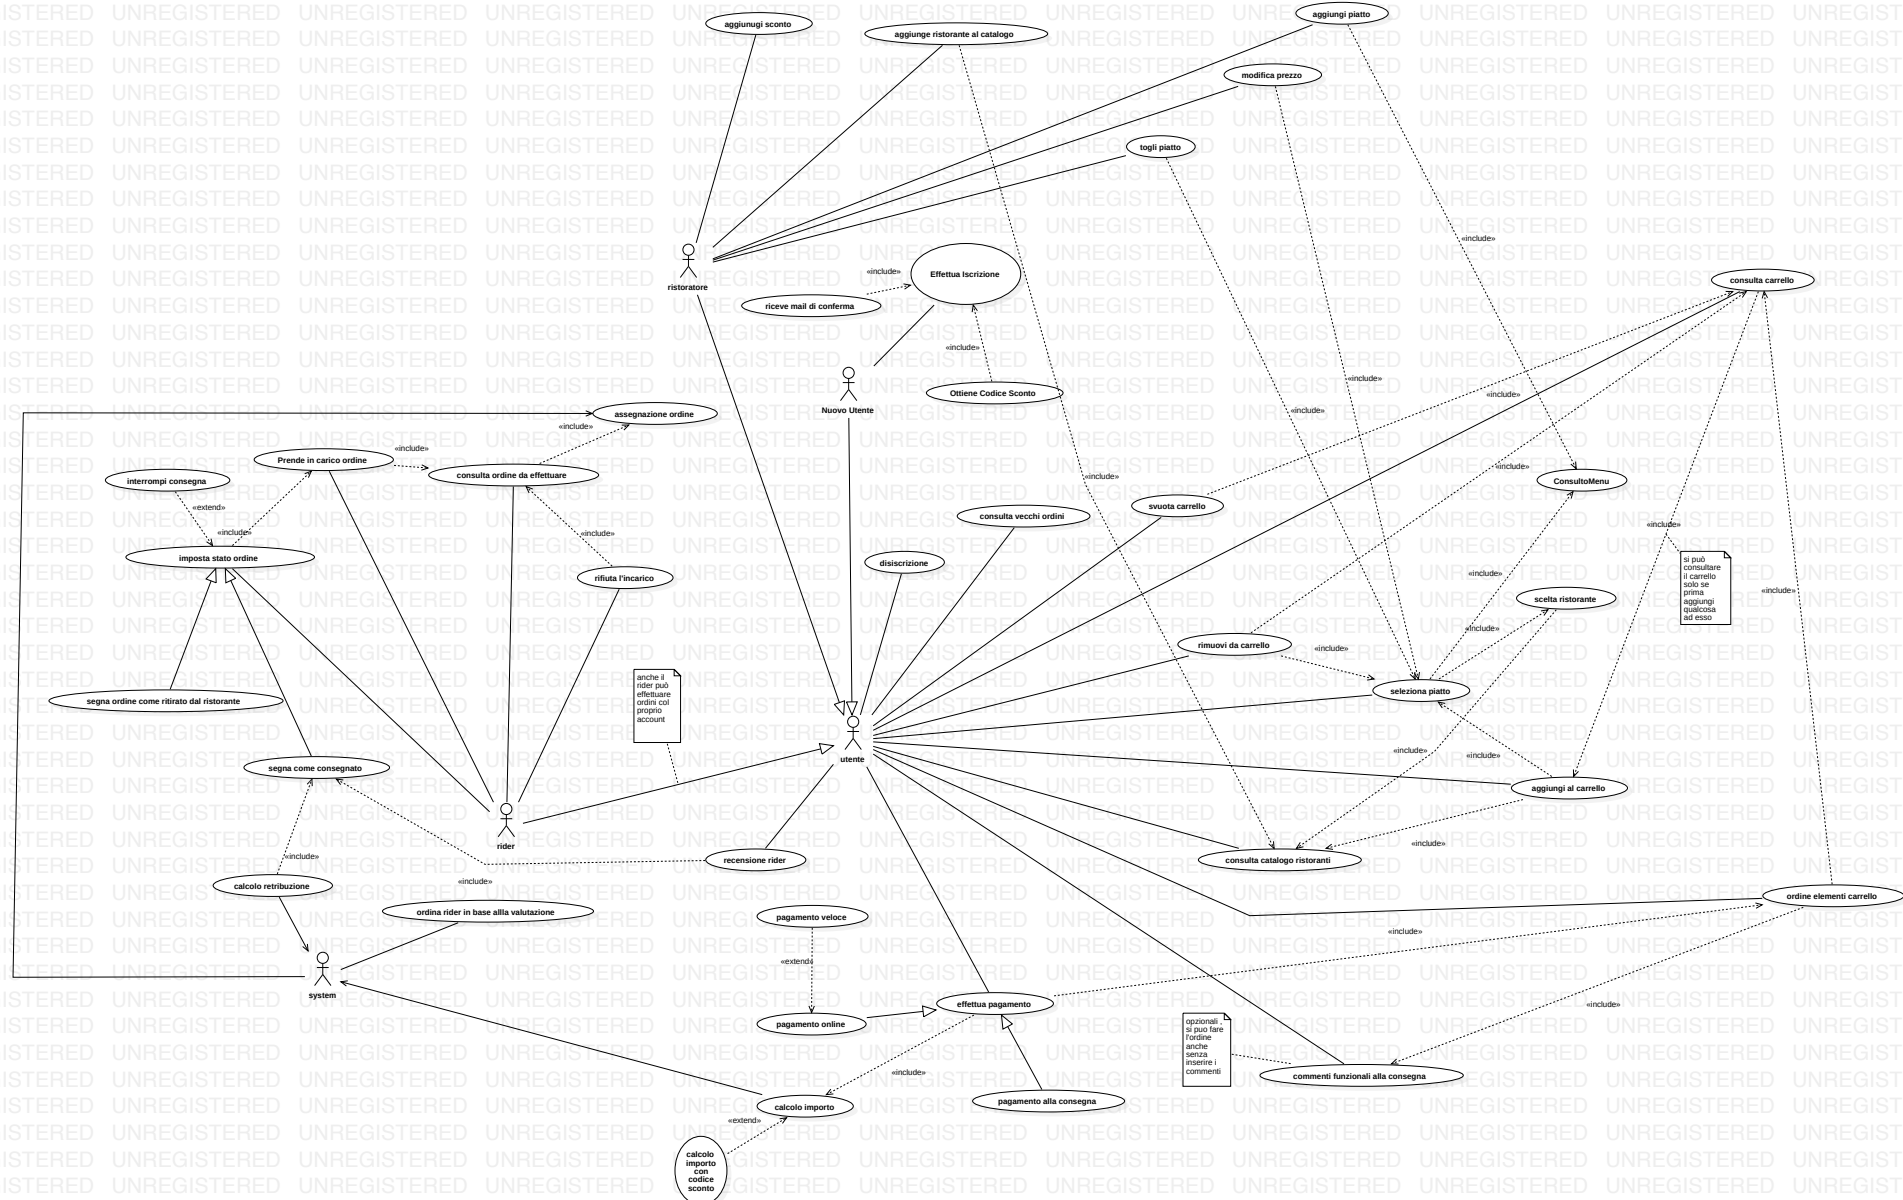 aggiungi piatto
aggiunugi sconto
aggiunge ristorante al catalogo
modifica prezzo
togli piatto
«include»
ristoratore
«include»
Effettua Iscrizione
riceve mail di conferma
consulta carrello
«include»
«include»
Nuovo Utente
Ottiene Codice Sconto
«include»
«include»
assegnazione ordine
«include»
«include»
Prende in carico ordine
consulta ordine da effettuare
«include»
«include»
interrompi consegna
ConsultoMenu
«extend»
svuota carrello
consulta vecchi ordini
«include»
«include»
«include»
imposta stato ordine
disiscrizione
si può
consultare
il carrello
solo se
prima
aggiungi
qualcosa
ad esso
«include»
rifiuta l'incarico
«include»
scelta ristorante
«include»
rimuovi da carrello
«include»
anche il
rider può
effettuare
ordini col
proprio
account
seleziona piatto
segna ordine come ritirato dal ristorante
«include»
«include»
utente
segna come consegnato
aggiungi al carrello
rider
«include»
«include»
recensione rider
consulta catalogo ristoranti
«include»
calcolo retribuzione
ordine elementi carrello
ordina rider in base allla valutazione
pagamento veloce
«include»
«extend»
system
effettua pagamento
«include»
pagamento online
opzionali ,
si puo fare
l'ordine
anche
senza
inserire i
commenti
«include»
commenti funzionali alla consegna
pagamento alla consegna
calcolo importo
«extend»
calcolo
importo
con
codice
sconto
UNREGISTERED